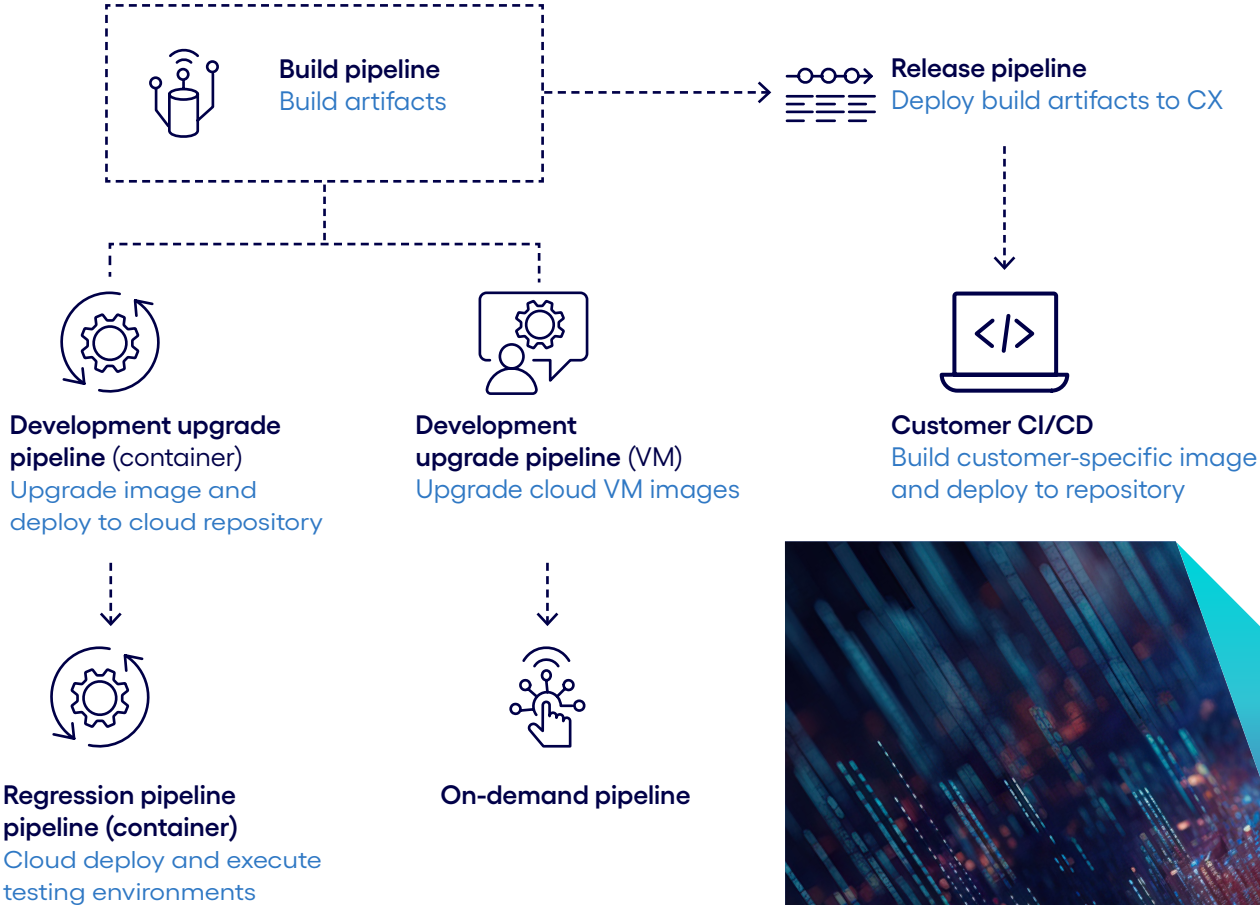 Build pipeline
Build artifacts
Release pipeline
Deploy build artifacts to CX
</>
Development upgrade
pipeline (container)
Upgrade image and
deploy to cloud repository
Development
upgrade pipeline (VM)
Upgrade cloud VM images
Customer CI/CD
Build customer-specific image
and deploy to repository
Regression pipeline
pipeline (container)
Cloud deploy and execute
testing environments
On-demand pipeline